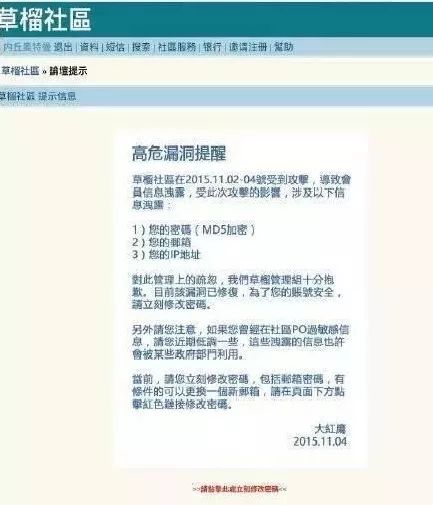 草榴社區
内丘奧特曼 退出 | 資料 | 短信 | 搜索 | 社區服務 | 银行 | 邀请注册 | 幫助
草榴社區 » 論壇提示
草榴社區 提示信息
高危漏洞提醒
草榴社區在2015.11.02-04號受到攻擊，導致會
員信息洩露，受此次攻擊的影響，涉及以下信
息洩露：
1）您的密碼（MD5加密）
2）您的郵箱
3）您的IP地址
對此管理上的疏忽，我們草榴管理組十分抱
歉。目前該漏洞已修復，為了您的賬號安全，
請立刻修改密碼。
另外請您注意，如果您曾經在社區PO過敏感信
息，請您近期低調一些，這些洩露的信息也許
會被某些政府部門利用。
當前，請您立刻修改密碼，包括郵箱密碼，有
條件的可以更換一個新郵箱，請在頁面下方點
擊紅色鏈接修改密碼。
大紅魔
2015.11.04
>>請點擊此處立刻修改密碼<<